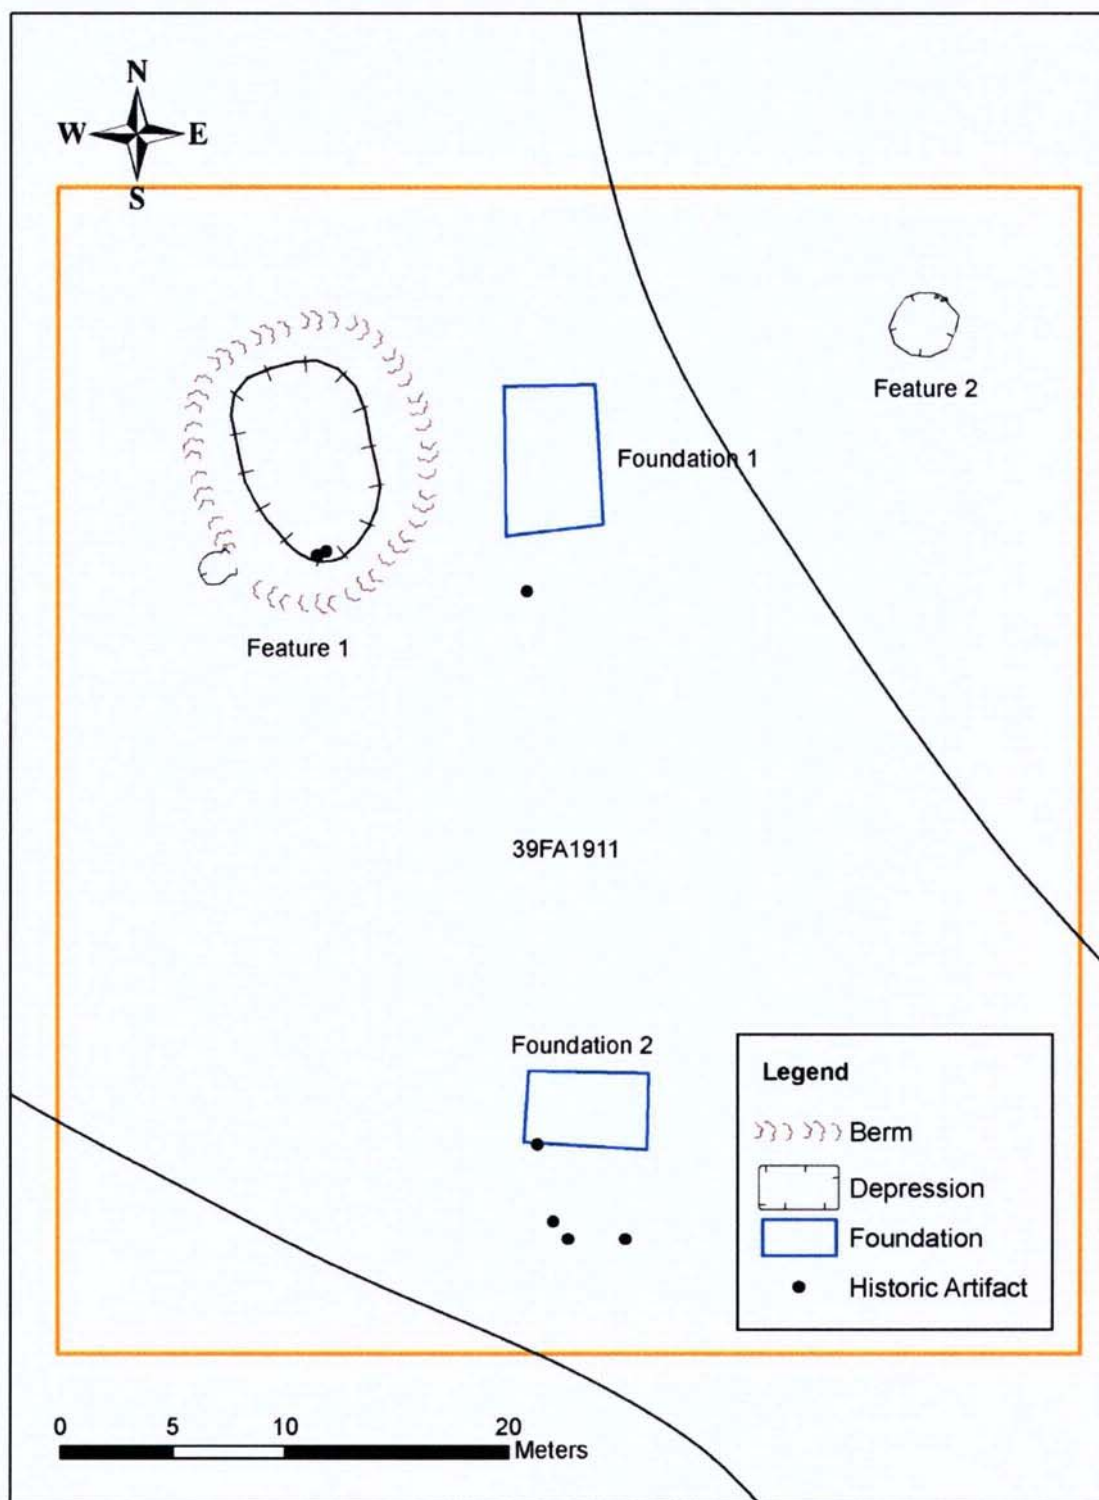 N
W E
S
Feature 2
Foundation 1
Feature 1
39FA1911
Foundation 2
Legend
Berm
Depression
Foundation
Historic Artifact
0 5 10 20
Meters